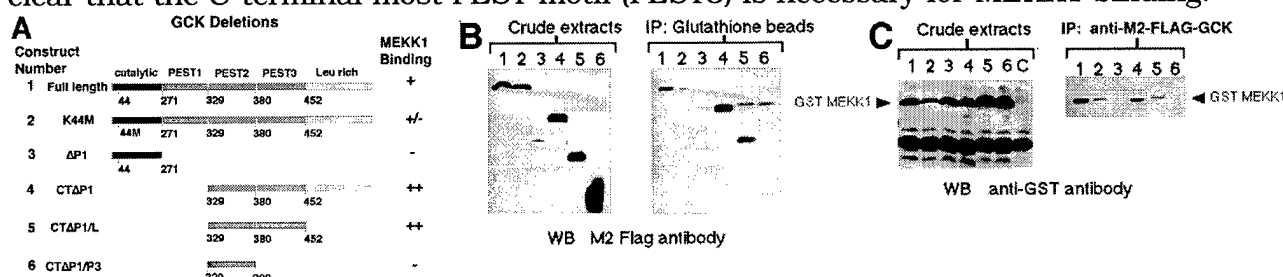 clear that the C-terminal most PEST motif (PEST3) is necessary for MEKK1 binding.
A GCK Deletions
Construct Number
MEKK1 Binding
catalytic PEST1 PEST2 PEST3 Leu rich
1 Full length +
44 271 329 380 452
2 K44M +/-
44M 271 329 380 452
3 ΔP1 -
44 271
4 CTΔP1 ++
329 380 452
5 CTΔP1/L ++
329 380 452
6 CTΔP1/P3 -
B
Crude extracts IP: Glutathione beads
1 2 3 4 5 6 1 2 3 4 5 6
WB M2 Flag antibody
C
Crude extracts IP: anti-M2-FLAG-GCK
1 2 3 4 5 6 C 1 2 3 4 5 6
GST MEKK1 ► ◄ GST MEKK1
WB anti-GST antibody